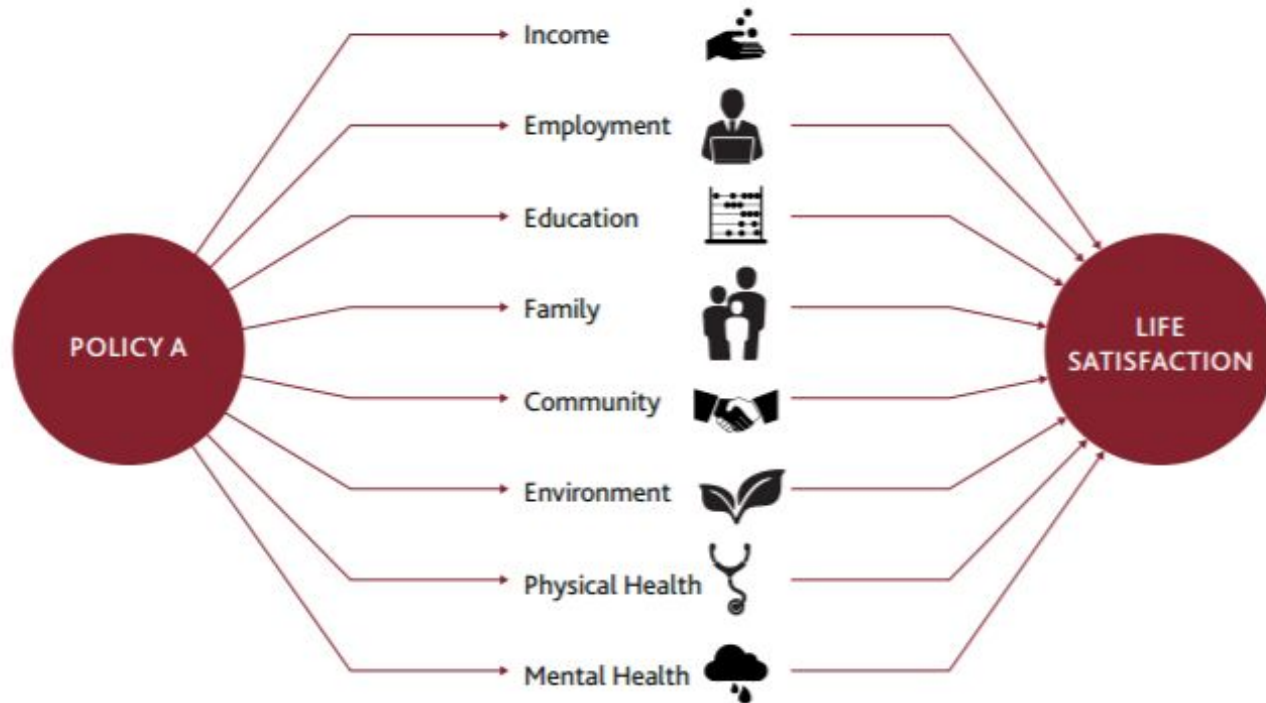 POLICY A
Income
Employment
Education
Family
Community
Environment
Physical Health
Mental Health
LIFE
SATISFACTION